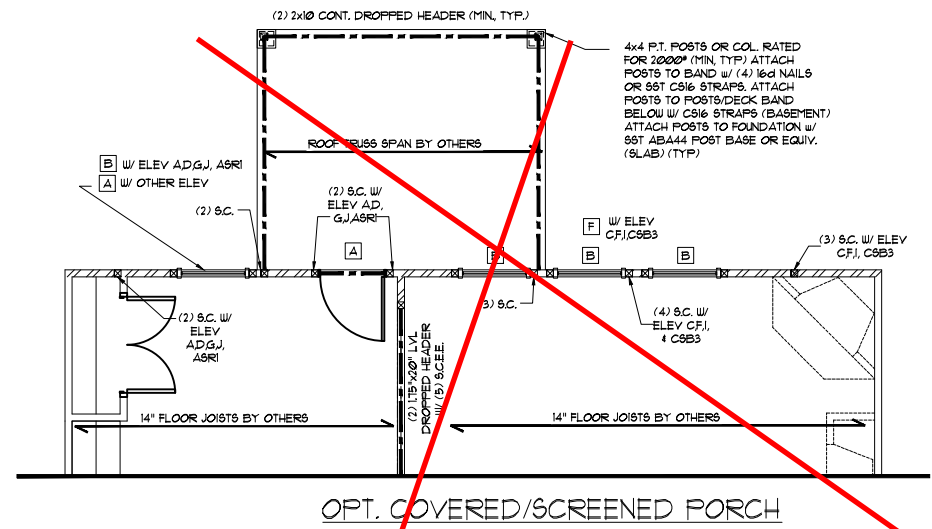 (2) 2x10 CONT. DROPPED HEADER (MIN., TYP.)
4x4 P.T. POSTS OR COL. RATED
FOR 2000# (MIN, TYP) ATTACH
POSTS TO BAND w/ (4) 16d NAILS
OR SST CS16 STRAPS. ATTACH
POSTS TO POSTS/DECK BAND
BELOW W/ CS16 STRAPS (BASEMENT)
ATTACH POSTS TO FOUNDATION w/
SST ABA44 POST BASE OR EQUIV.
(SLAB) (TYP)
ROOF TRUSS SPAN BY OTHERS
B W/ ELEV A,D,G,J, ASR1
A W/ OTHER ELEV
(2) S.C.
(2) S.C. W/
ELEV A,D,
G,J,ASR1
A
F W/ ELEV
C,F,I,CSB3
B
B
(3) S.C. W/ ELEV
C,F,I, CSB3
(3) S.C.
(2) S.C. W/
ELEV
A,D,G,J,
ASR1
(4) S.C. W/
ELEV C,F,I,
& CSB3
(2) 1.75"x20" LVL
DROPPED HEADER
W/ (5) S.C.E.E.
14" FLOOR JOISTS BY OTHERS
14" FLOOR JOISTS BY OTHERS
OPT. COVERED/SCREENED PORCH